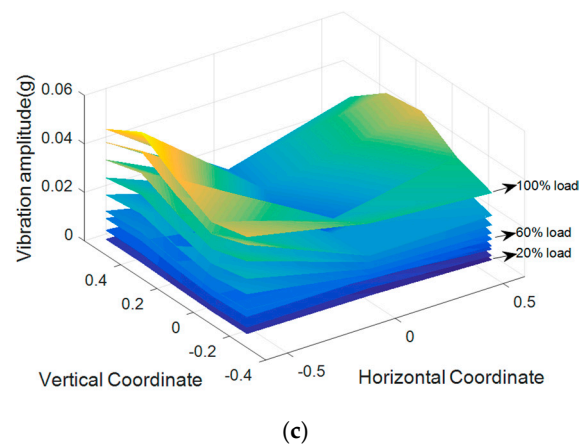 0.06
0.04
0.02
0
Vibration amplitude(g)
100% load
60% load
20% load
0.4
0.2
0
-0.2
-0.4
Vertical Coordinate
-0.5
0
0.5
Horizontal Coordinate
(c)